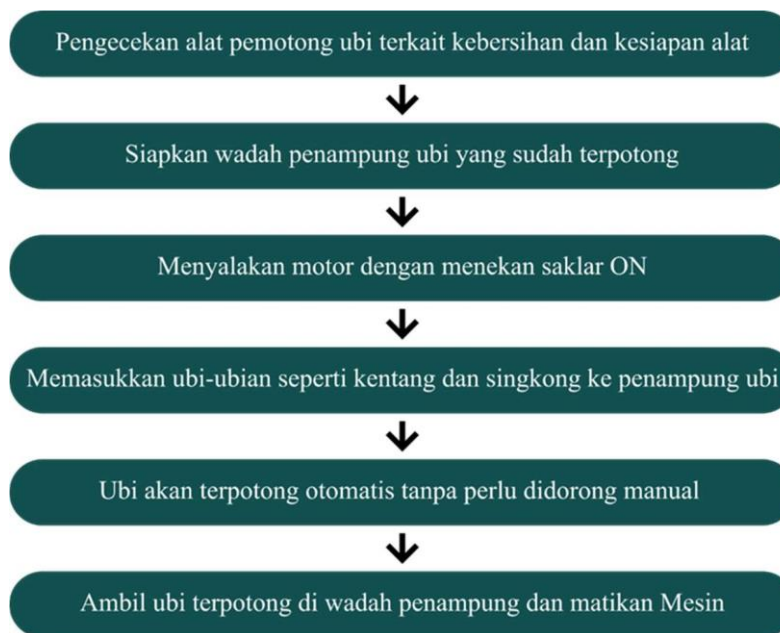 Pengecekan alat pemotong ubi terkait kebersihan dan kesiapan alat
Siapkan wadah penampung ubi yang sudah terpotong
Menyalakan motor dengan menekan saklar ON
Memasukkan ubi-ubian seperti kentang dan singkong ke penampung ubi
Ubi akan terpotong otomatis tanpa perlu didorong manual
Ambil ubi terpotong di wadah penampung dan matikan Mesin